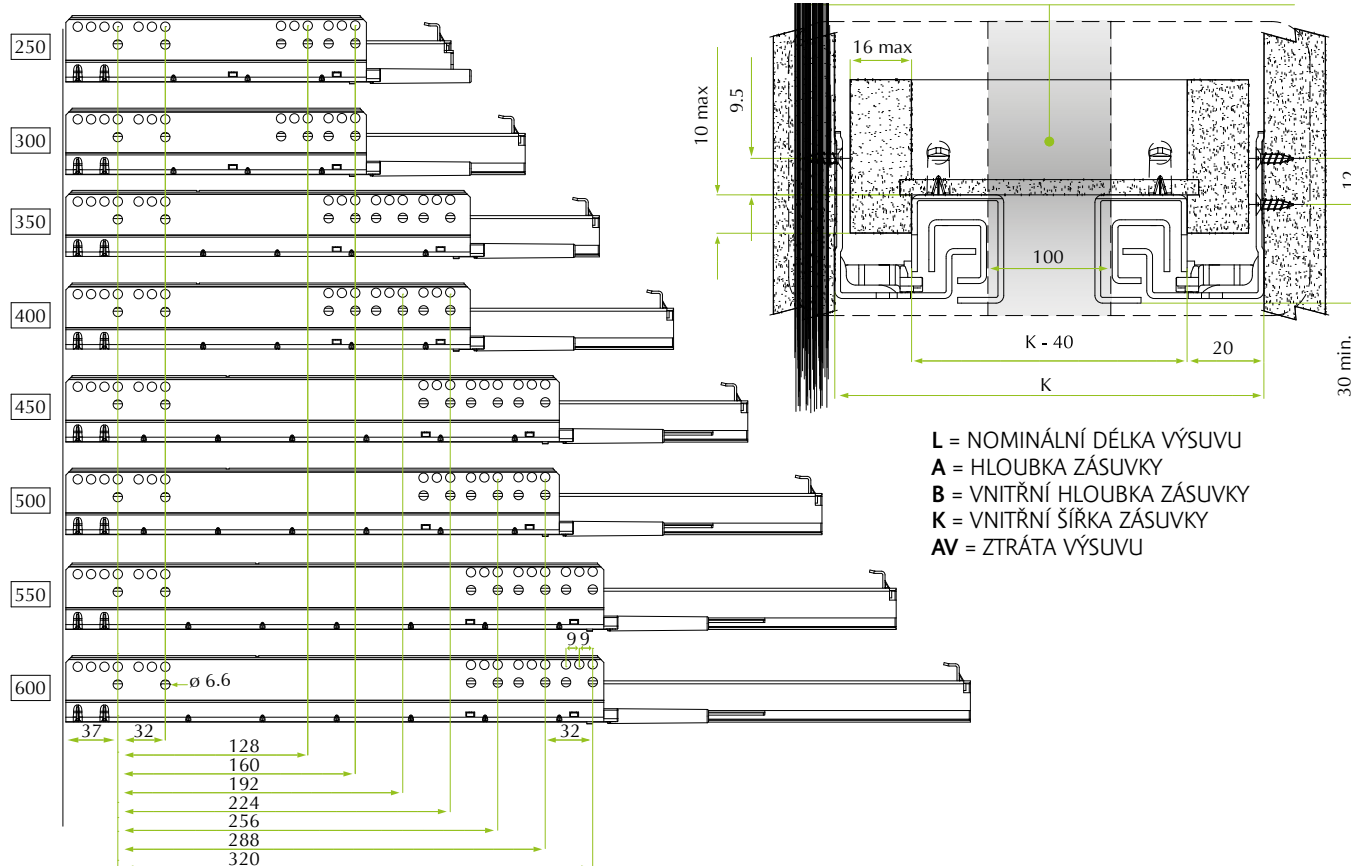 250
300
350
400
450
500
550
600
99
ø 6.6
37
32
32
128
160
192
224
256
288
320
16 max
10 max
9.5
12
100
K - 40
20
K
30 min.
L = NOMINÁLNÍ DÉLKA VÝSUVU
A = HLOUBKA ZÁSUVKY
B = VNITŘNÍ HLOUBKA ZÁSUVKY
K = VNITŘNÍ ŠÍŘKA ZÁSUVKY
AV = ZTRÁTA VÝSUVU